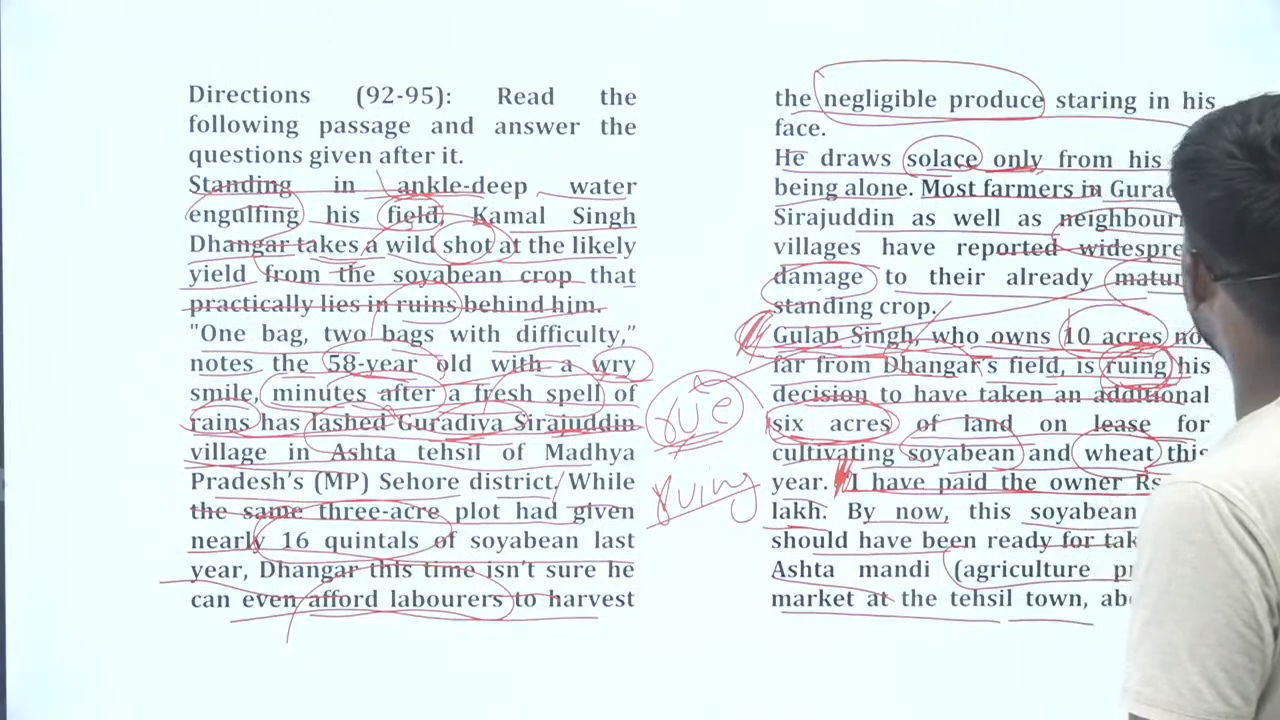 Directions (92-95): Read the
following passage and answer the
questions given after it.
Standing in ankle-deep water
engulfing his field, Kamal Singh
Dhangar takes a wild shot at the likely
yield from the soyabean crop that
practically lies in ruins behind him.
"One bag, two bags with difficulty,”
notes the 58-year old with a wry
smile, minutes after a fresh spell of
rains has lashed Guradiya Sirajuddin
village in Ashta tehsil of Madhya
Pradesh's (MP) Sehore district. While
the same three-acre plot had given
nearly 16 quintals of soyabean last
year, Dhangar this time isn't sure he
can even afford labourers to harvest
rue
ruing
the negligible produce staring in his
face.
He draws solace only from his
being alone. Most farmers in
Sirajuddin as well as
villages have reported
damage to their already
standing crop.
Gulab Singh, who owns 10 acres
far from Dhangar's field, is ruing his
decision to have taken an additional
six acres of land on lease for
cultivating soyabean and wheat this
year. "I have paid the owner Rs
lakh. By now, this soyabean
should have been ready for
Ashta mandi (agriculture
market at the tehsil town,